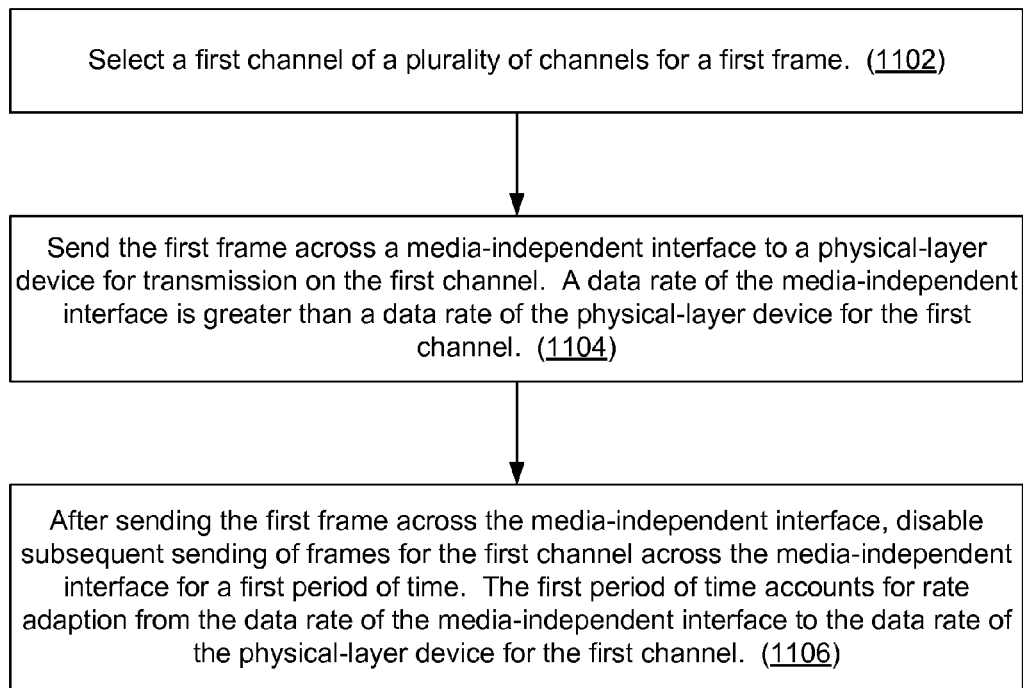 Select a first channel of a plurality of channels for a first frame.  (1102)
Send the first frame across a media-independent interface to a physical-layer
device for transmission on the first channel.  A data rate of the media-independent
interface is greater than a data rate of the physical-layer device for the first
channel.  (1104)
After sending the first frame across the media-independent interface, disable
subsequent sending of frames for the first channel across the media-independent
interface for a first period of time.  The first period of time accounts for rate
adaption from the data rate of the media-independent interface to the data rate of
the physical-layer device for the first channel.  (1106)